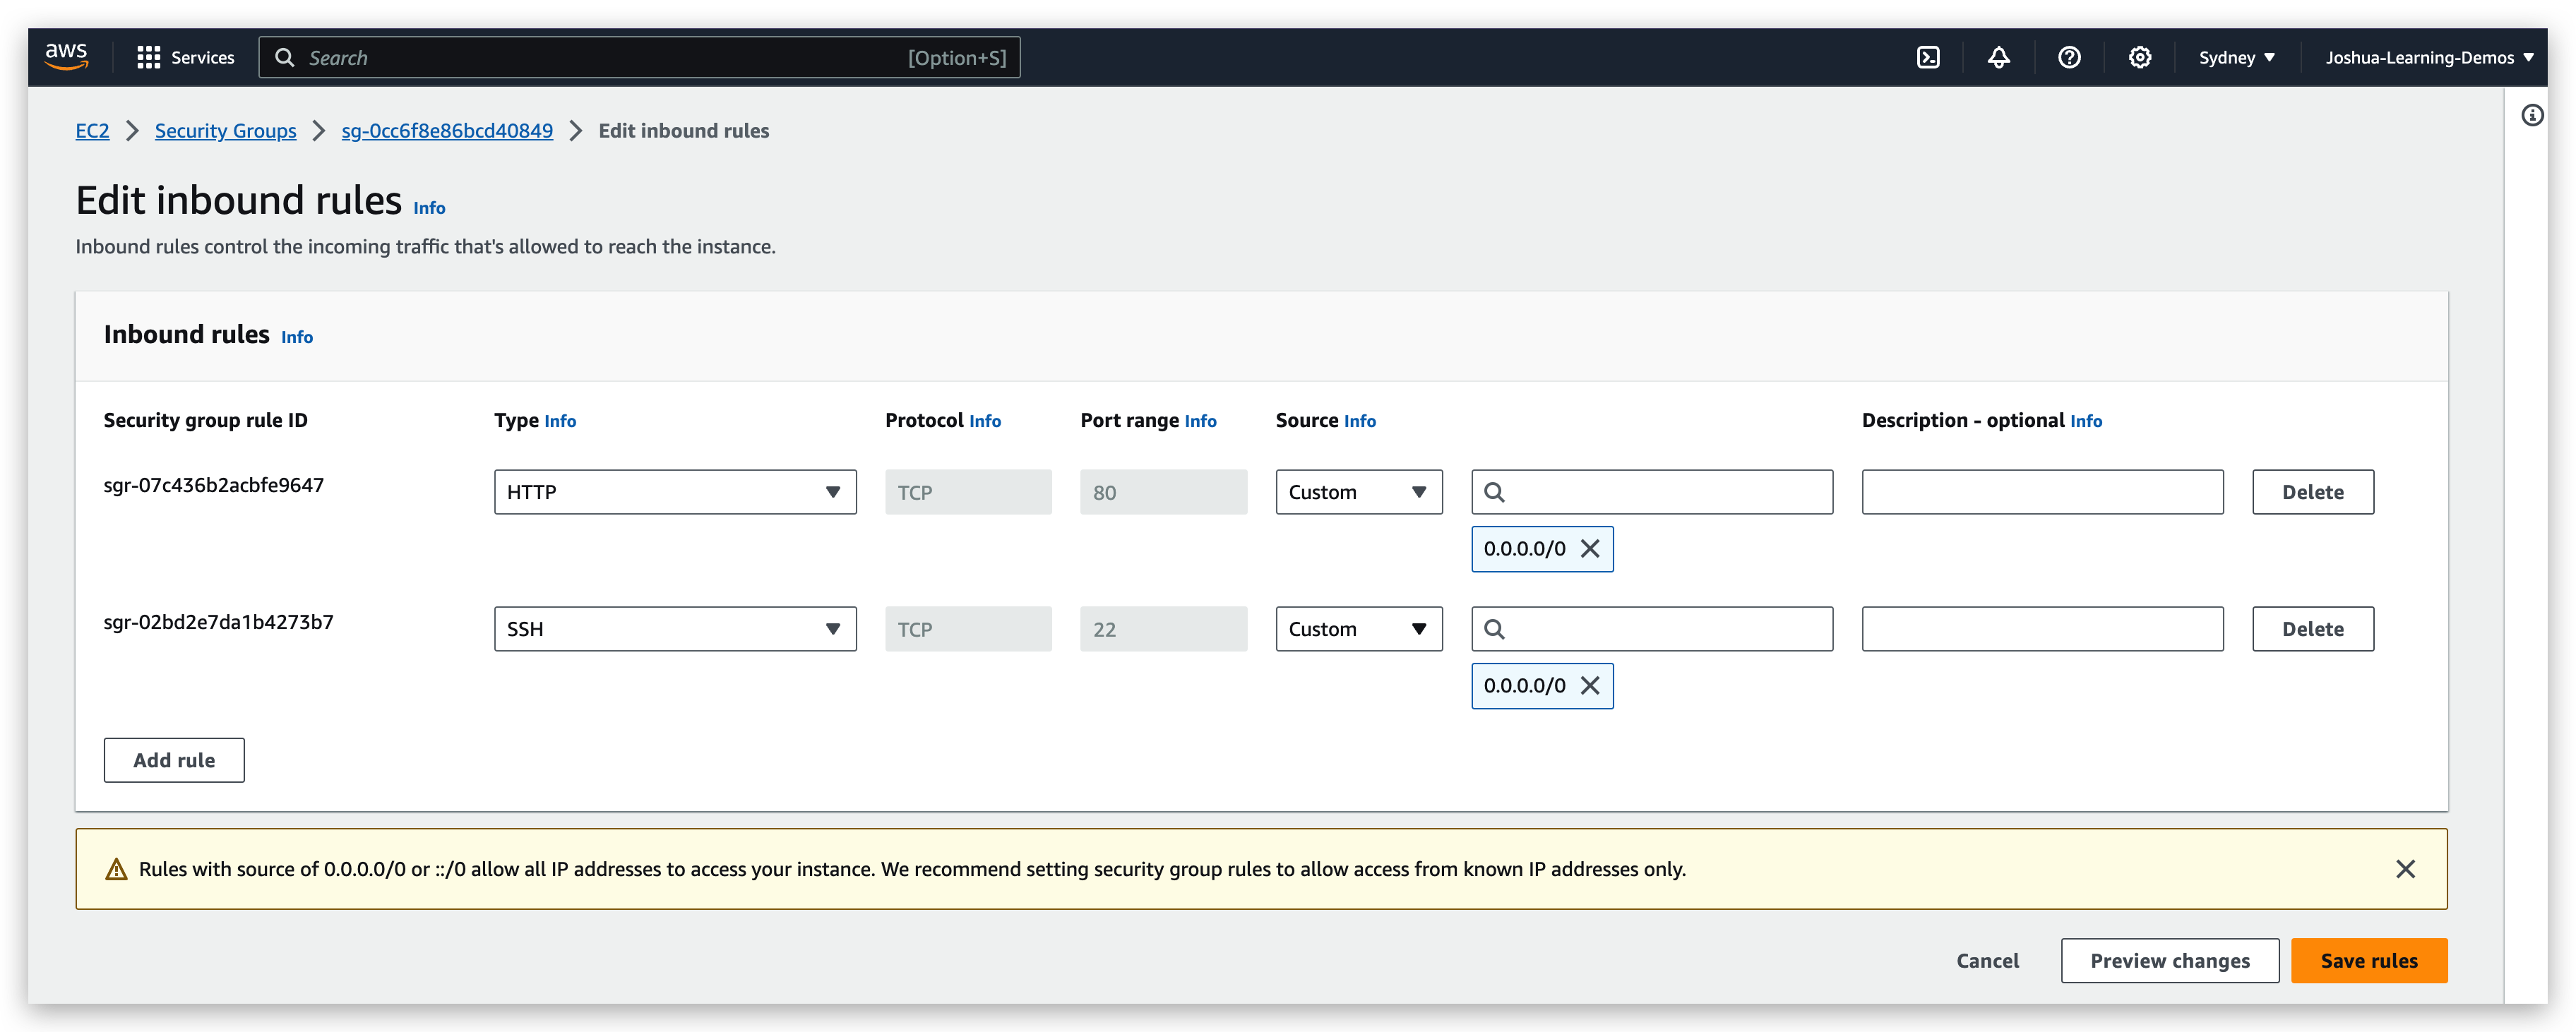 aws Services Search [Option+S] Sydney Joshua-Learning-Demos
EC2 Security Groups sg-0cc6f8e86bcd40849 Edit inbound rules
Edit inbound rules Info
Inbound rules control the incoming traffic that's allowed to reach the instance.
Inbound rules Info
Security group rule ID Type Info Protocol Info Port range Info Source Info Description - optional Info
sgr-07c436b2acbfe9647 HTTP TCP 80 Custom Delete
0.0.0.0/0
sgr-02bd2e7da1b4273b7 SSH TCP 22 Custom Delete
0.0.0.0/0
Add rule
Rules with source of 0.0.0.0/0 or ::/0 allow all IP addresses to access your instance. We recommend setting security group rules to allow access from known IP addresses only.
Cancel Preview changes Save rules